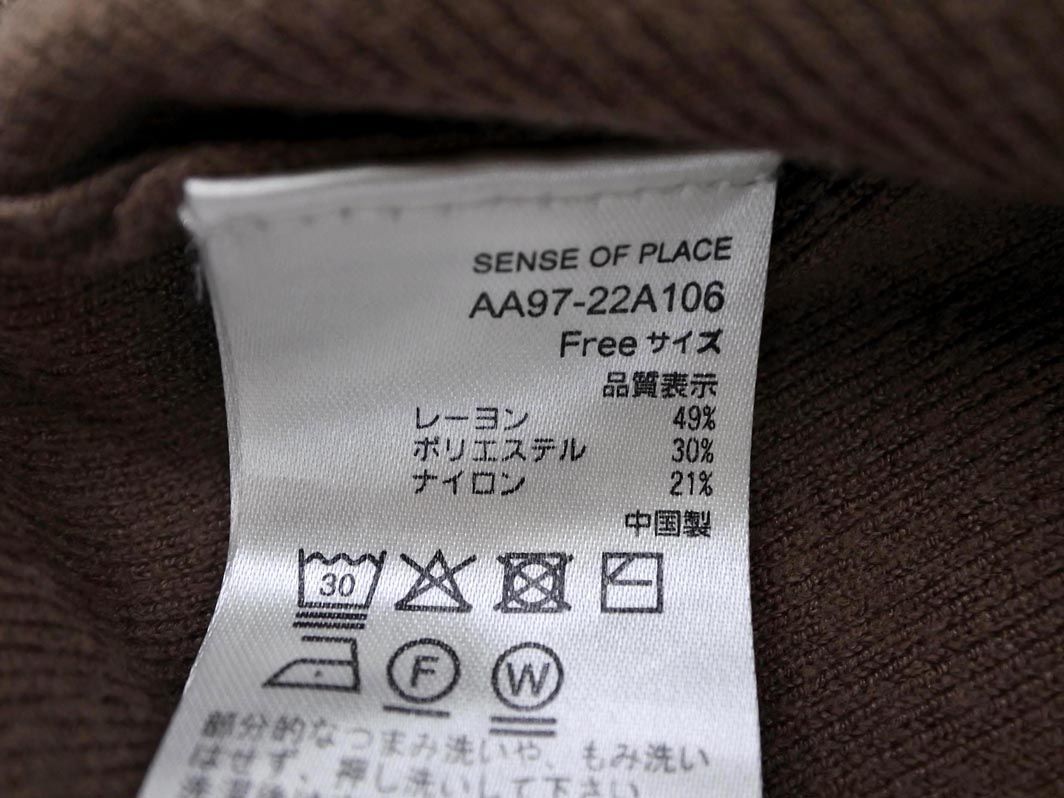 SENSE OF PLACE
AA97-22A106
Free サイズ
品質表示
レーヨン 49%
ポリエステル 30%
ナイロン 21%
中国製
30
F W
部分的なつまみ洗いや、もみ洗い
はせず、押し洗いして下さい